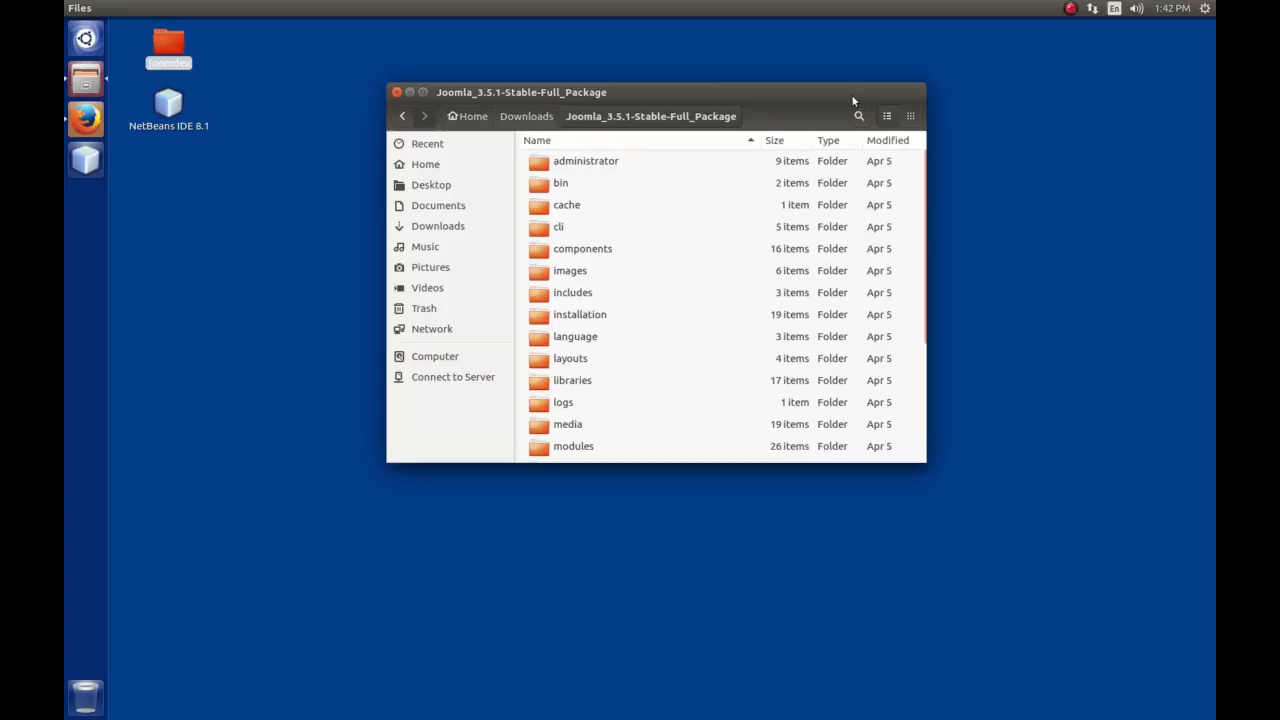 Files
En
1:42 PM
joomdev
NetBeans IDE 8.1
Joomla_3.5.1-Stable-Full_Package
Home Downloads Joomla_3.5.1-Stable-Full_Package
Name Size Type Modified
Recent
Home
Desktop
Documents
Downloads
Music
Pictures
Videos
Trash
Network
Computer
Connect to Server
administrator 9 items Folder Apr 5
bin 2 items Folder Apr 5
cache 1 item Folder Apr 5
cli 5 items Folder Apr 5
components 16 items Folder Apr 5
images 6 items Folder Apr 5
includes 3 items Folder Apr 5
installation 19 items Folder Apr 5
language 3 items Folder Apr 5
layouts 4 items Folder Apr 5
libraries 17 items Folder Apr 5
logs 1 item Folder Apr 5
media 19 items Folder Apr 5
modules 26 items Folder Apr 5